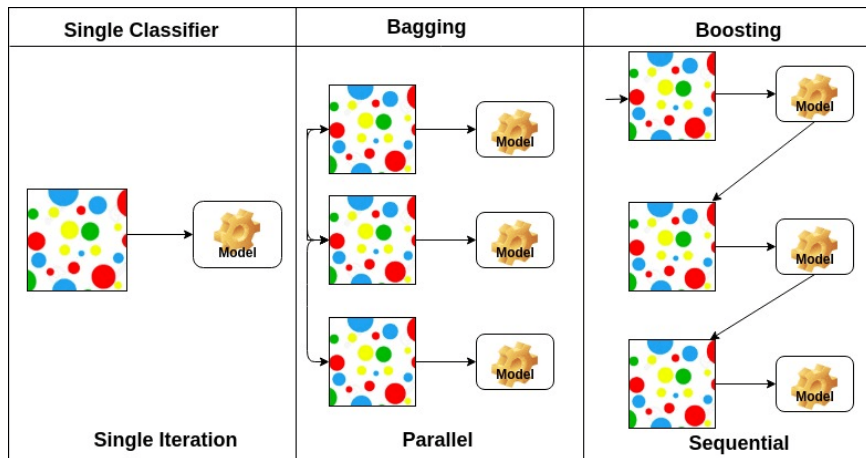 Single Classifier
Bagging
Boosting
Model
Model
Model
Model
Model
Model
Model
Single Iteration
Parallel
Sequential